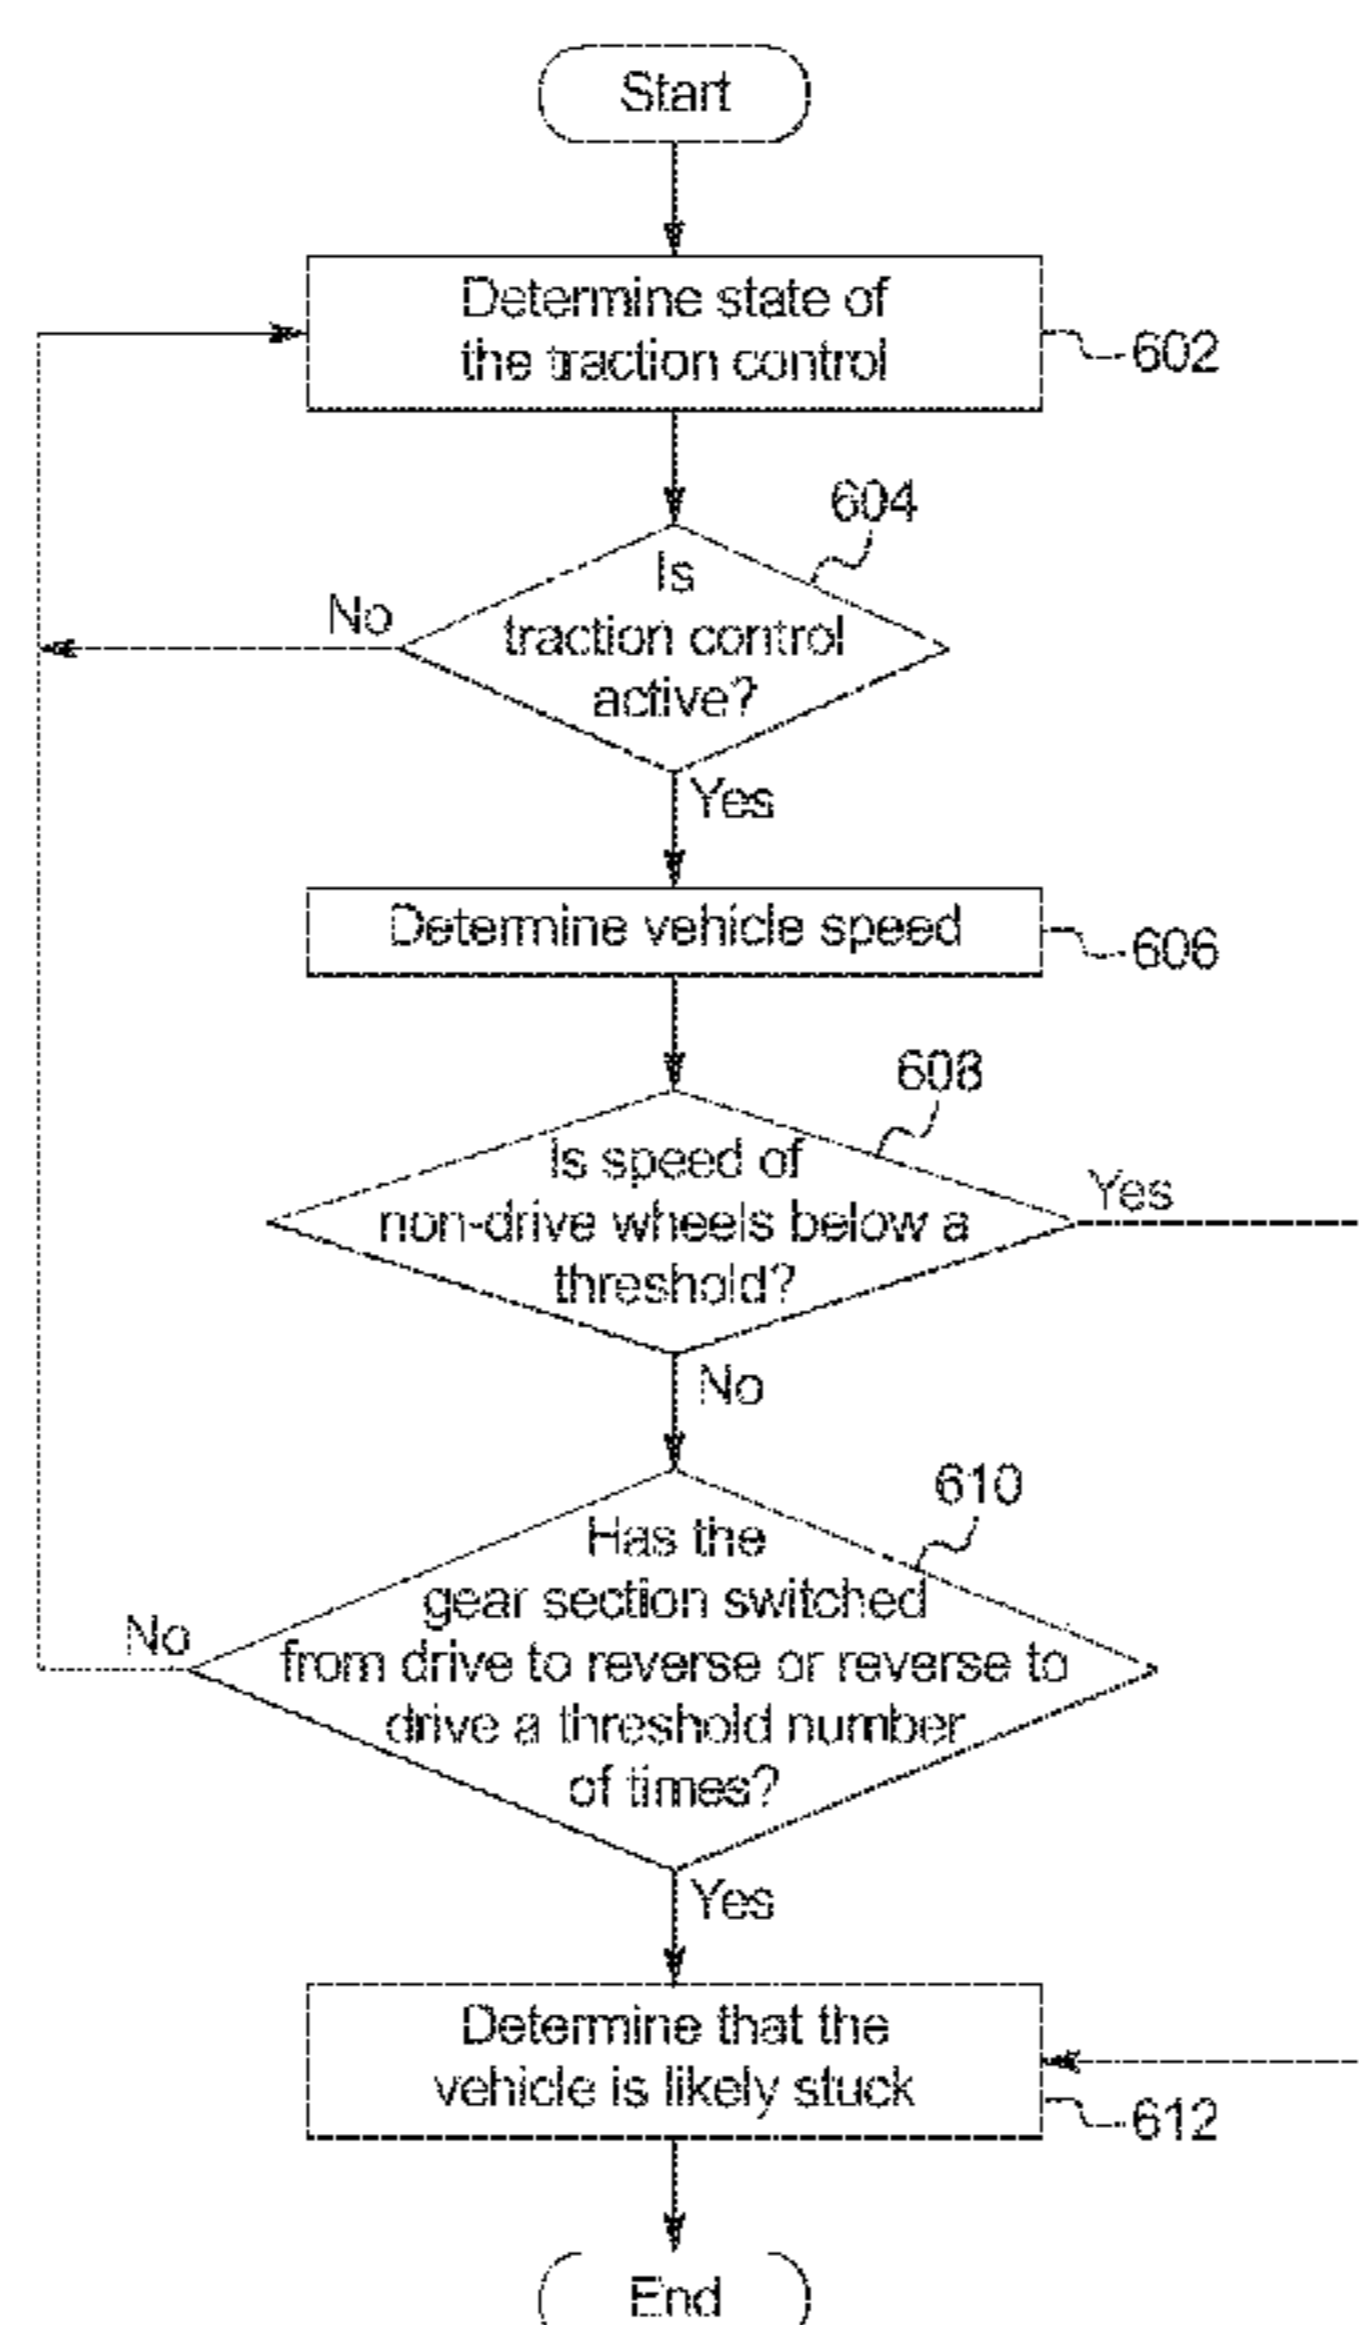 Start
Determine state of
the traction control
602
604
Is
traction control
active?
No
Yes
Determine vehicle speed
606
608
Is speed of
non-drive wheels below a
threshold?
Yes
No
610
Has the
gear section switched
from drive to reverse or reverse to
drive a threshold number
of times?
No
Yes
Determine that the
vehicle is likely stuck
612
End